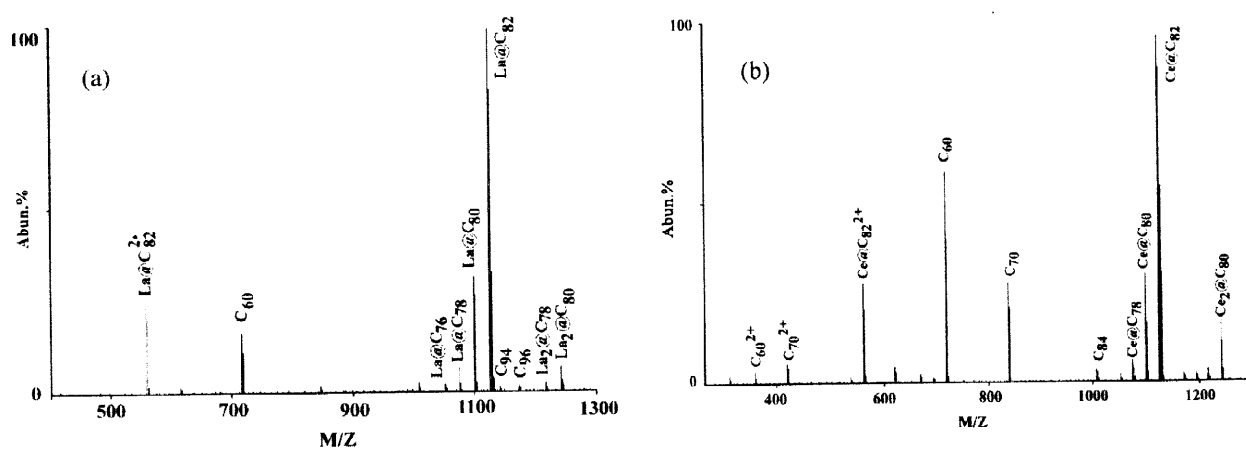 (a)
100
Abun.%
0
La@C82 2+
C60
La@C76
La@C78
La@C80
La@C82
C94
C96
La2@C78
La2@C80
500
700
900
1100
1300
M/Z
(b)
100
Abun.%
0
C60 2+
C70 2+
Ce@C82 2+
C60
C70
C84
Ce@C78
Ce@C80
Ce@C82
Ce2@C80
400
600
800
1000
1200
M/Z